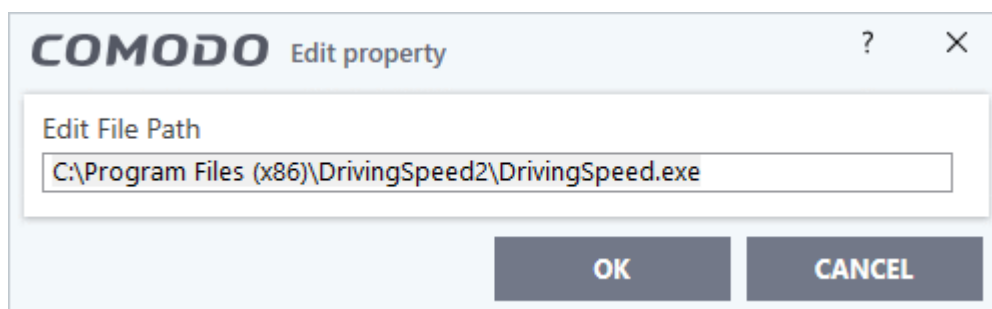 COMODO Edit property ? ×
Edit File Path
C:\Program Files (x86)\DrivingSpeed2\DrivingSpeed.exe
OK CANCEL